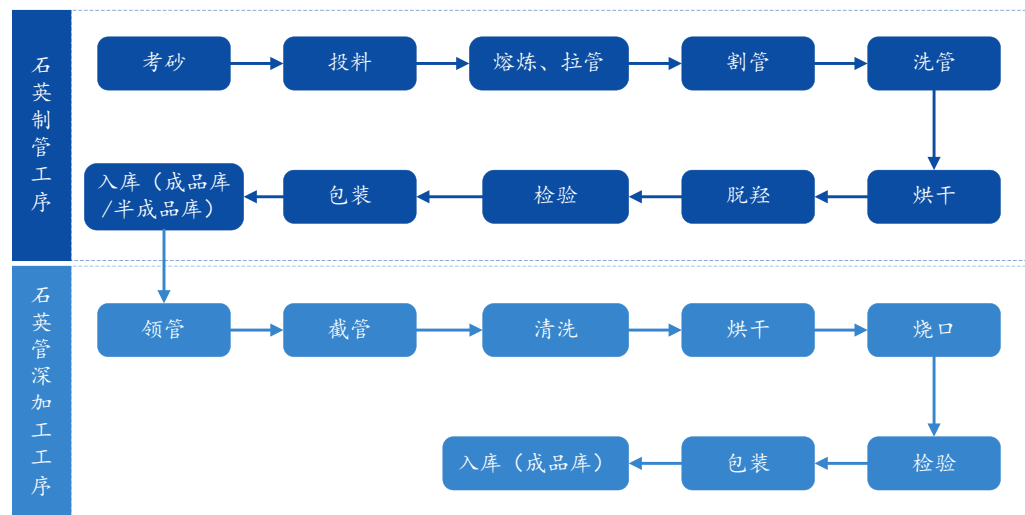 石英制管工序
考砂
投料
熔炼、拉管
割管
洗管
烘干
脱羟
检验
包装
入库（成品库
/半成品库）
石英管深加工工序
领管
截管
清洗
烘干
烧口
检验
包装
入库（成品库）